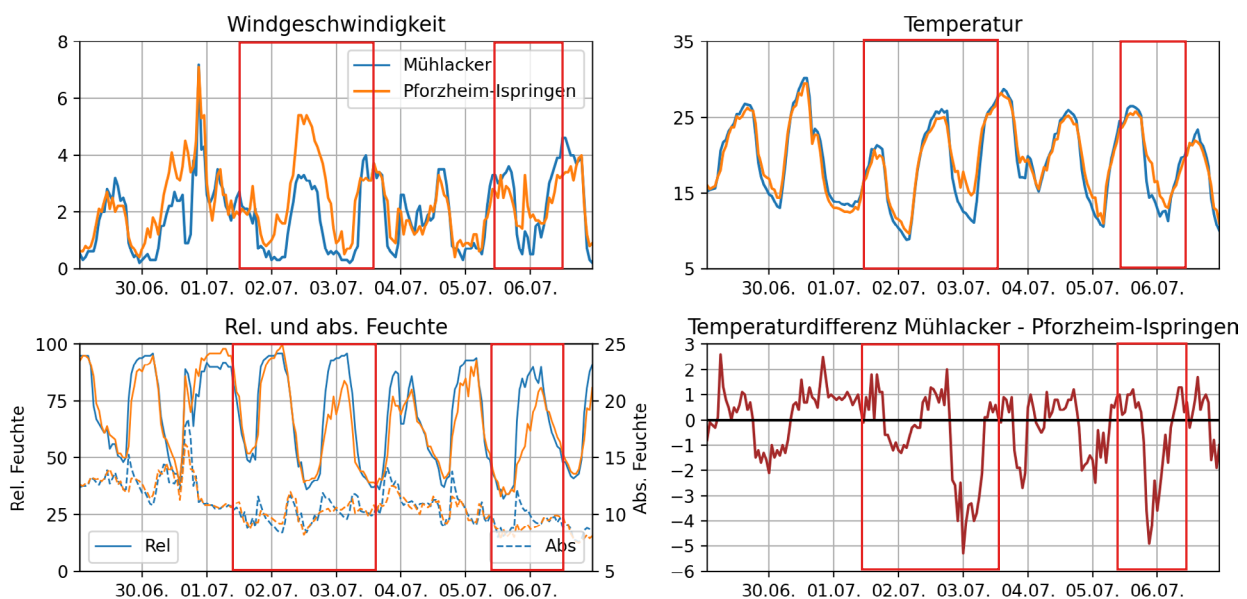 Windgeschwindigkeit
8
6
4
2
0
Mühlacker
Pforzheim-Ispringen
30.06. 01.07. 02.07. 03.07. 04.07. 05.07. 06.07.
Temperatur
35
25
15
5
30.06. 01.07. 02.07. 03.07. 04.07. 05.07. 06.07.
Rel. und abs. Feuchte
Rel. Feuchte
100
75
50
25
0
25
20
15
10
5
Abs. Feuchte
Rel
Abs
30.06. 01.07. 02.07. 03.07. 04.07. 05.07. 06.07.
Temperaturdifferenz Mühlacker - Pforzheim-Ispringen
3
2
1
0
−1
−2
−3
−4
−5
−6
30.06. 01.07. 02.07. 03.07. 04.07. 05.07. 06.07.